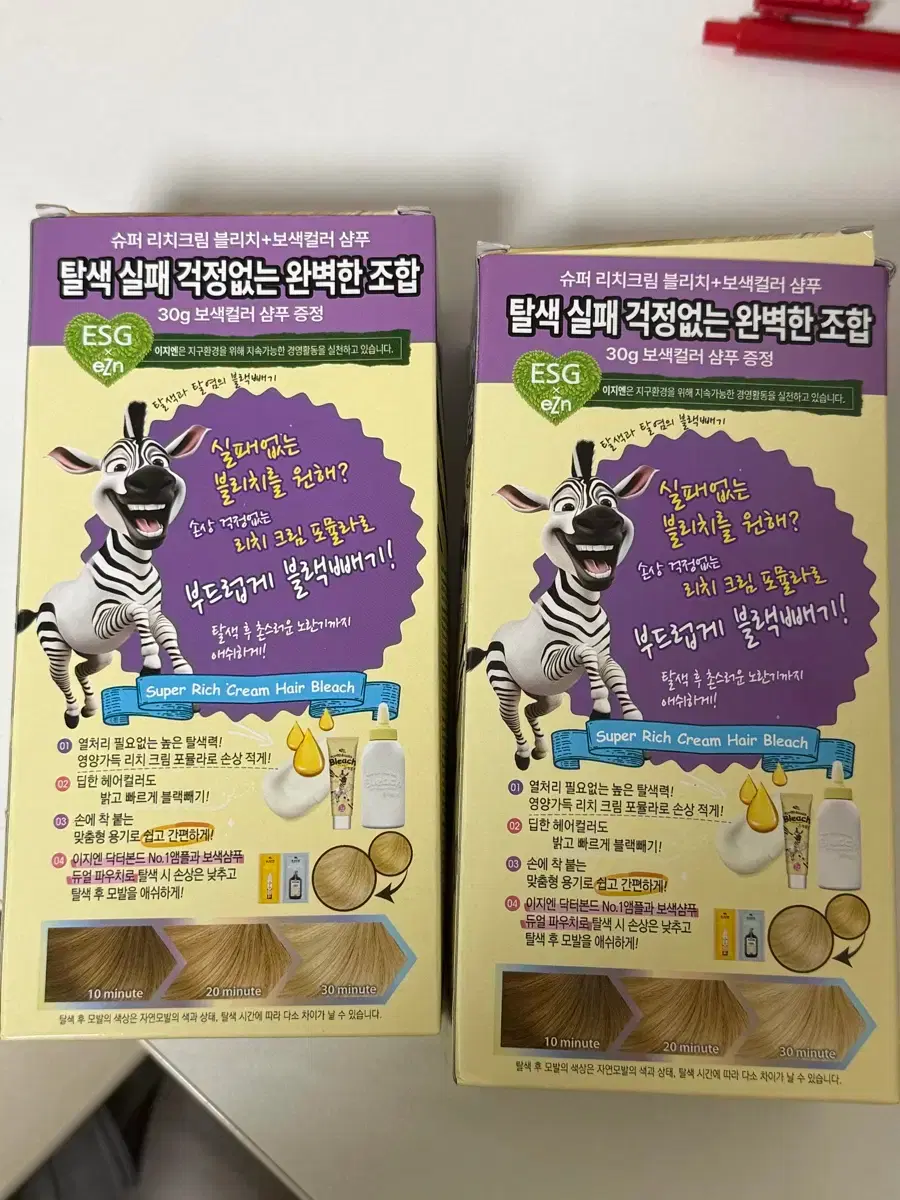 슈퍼 리치크림 블리치+보색컬러 샴푸
탈색 실패 걱정없는 완벽한 조합
30g 보색컬러 샴푸 증정
ESG
×
eZn
이지엔은 지구환경을 위해 지속가능한 경영활동을 실천하고 있습니다.
탈색과 탈염의 블랙빼기
실패없는
블리치를 원해?
손상 걱정없는
리치 크림 포뮬라로
부드럽게 블랙빼기!
탈색 후 촌스러운 노란기까지
애쉬하게!
Super Rich Cream Hair Bleach
01 열처리 필요없는 높은 탈색력!
영양가득 리치 크림 포뮬라로 손상 적게!
02 딥한 헤어컬러도
밝고 빠르게 블랙빼기!
03 손에 착 붙는
맞춤형 용기로 쉽고 간편하게!
04 이지엔 닥터본드 No.1앰플과 보색샴푸
듀얼 파우치로 탈색 시 손상은 낮추고
탈색 후 모발을 애쉬하게!
Bleach
10 minute
20 minute
30 minute
탈색 후 모발의 색상은 자연모발의 색과 상태, 탈색 시간에 따라 다소 차이가 날 수 있습니다.
슈퍼 리치크림 블리치+보색컬러 샴푸
탈색 실패 걱정없는 완벽한 조합
30g 보색컬러 샴푸 증정
ESG
×
eZn
이지엔은 지구환경을 위해 지속가능한 경영활동을 실천하고 있습니다.
탈색과 탈염의 블랙빼기
실패없는
블리치를 원해?
손상 걱정없는
리치 크림 포뮬라로
부드럽게 블랙빼기!
탈색 후 촌스러운 노란기까지
애쉬하게!
Super Rich Cream Hair Bleach
01 열처리 필요없는 높은 탈색력!
영양가득 리치 크림 포뮬라로 손상 적게!
02 딥한 헤어컬러도
밝고 빠르게 블랙빼기!
03 손에 착 붙는
맞춤형 용기로 쉽고 간편하게!
04 이지엔 닥터본드 No.1앰플과 보색샴푸
듀얼 파우치로 탈색 시 손상은 낮추고
탈색 후 모발을 애쉬하게!
Bleach
10 minute
20 minute
30 minute
탈색 후 모발의 색상은 자연모발의 색과 상태, 탈색 시간에 따라 다소 차이가 날 수 있습니다.